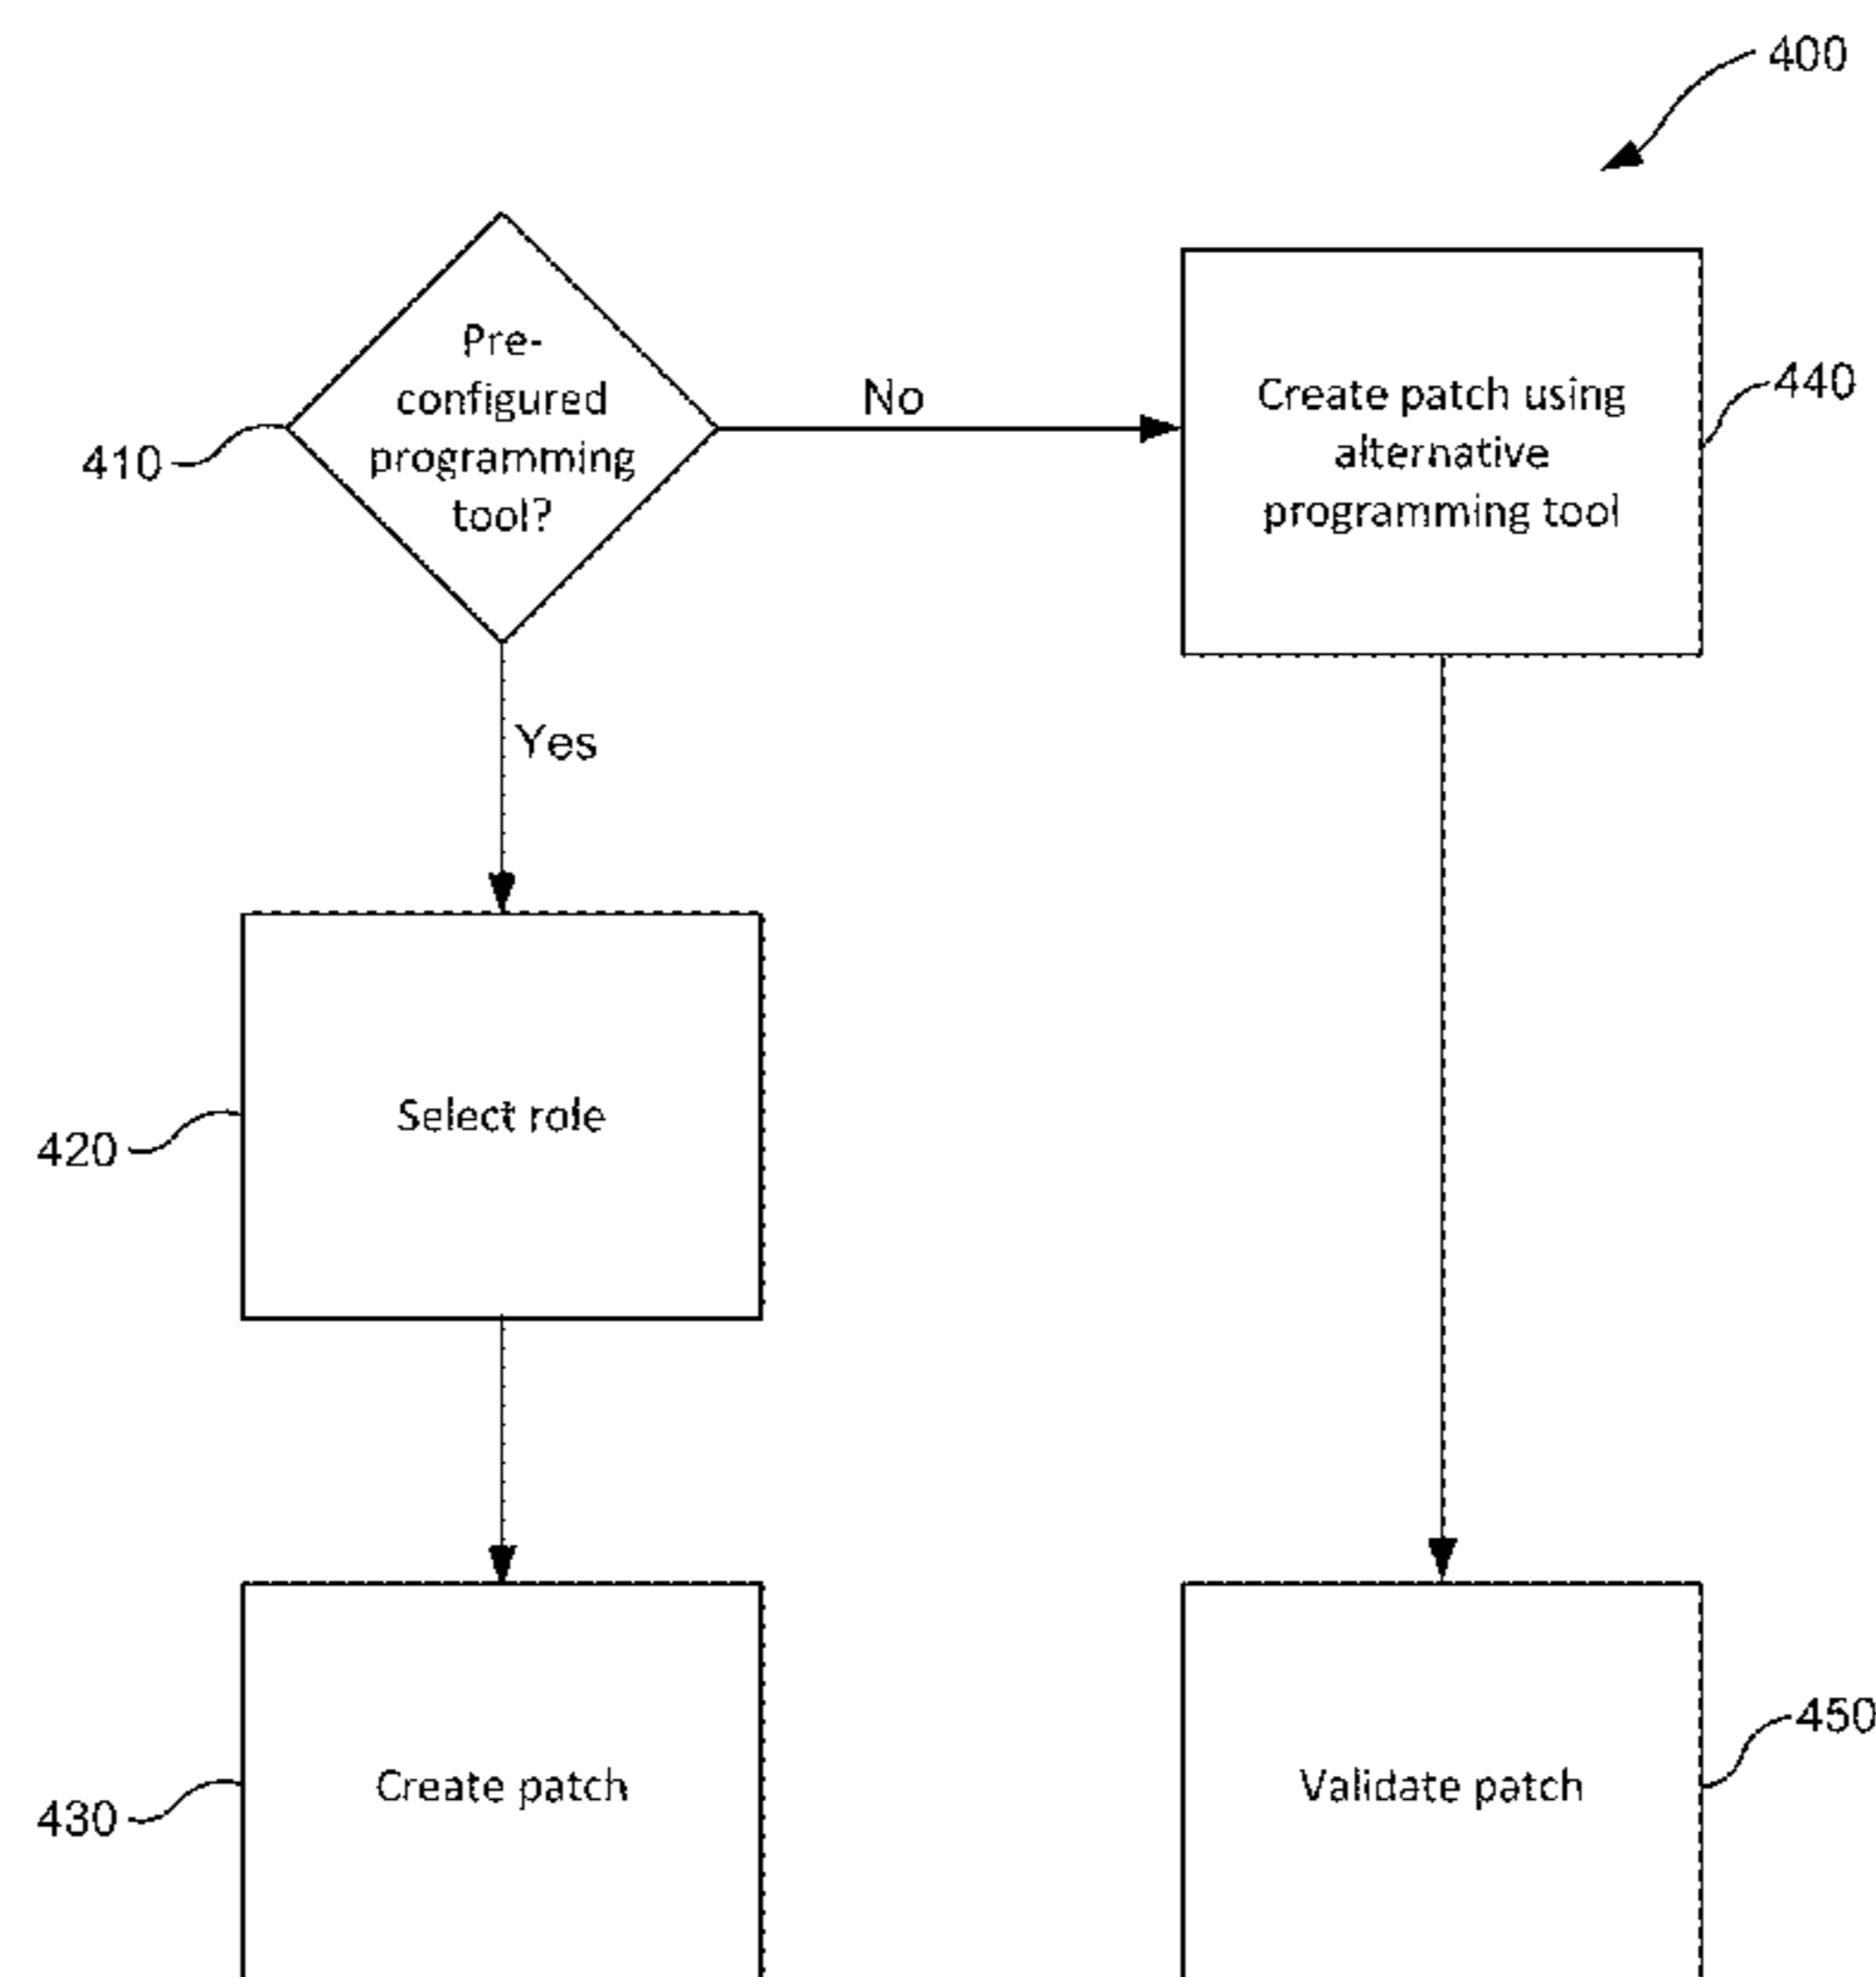 400
Pre-
configured
programming
tool?
410
No
Create patch using
alternative
programming tool
440
Yes
Select role
420
Create patch
430
Validate patch
450